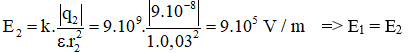 E₂ = k.|q₂|/(ε.r₂²) = 9.10⁹.|9.10⁻⁸|/(1.0,03²) = 9.10⁵ V / m => E₁ = E₂